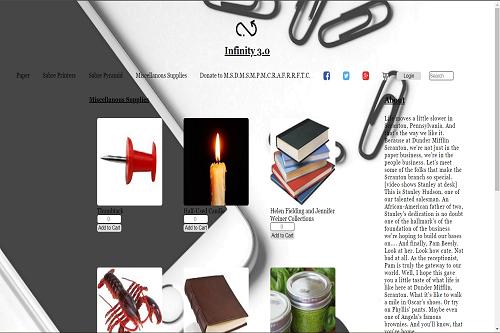 Infinity 3.0
Paper Sabre Printers Sabre Pyramid Miscellanous Supplies Donate to M.S.D.M.S.M.P.M.C.R.A.F.R.R.F.T.C. Login Search
Miscellanous Supplies
Thumbtack
0
Add to Cart
Half-Used Candle
0
Add to Cart
Helen Fielding and Jennifer
Weiner Collections
0
Add to Cart
About
Life moves a little slower in
Scranton, Pennsylvania. And
that's the way we like it.
Because at Dunder Mifflin
Scranton, we're not just in the
paper business, we're in the
people business. Let's meet
some of the folks that make the
Scranton branch so special.
[video shows Stanley at desk]
This is Stanley Hudson, one of
our talented salesman. An
African-American father of two,
Stanley's dedication is no doubt
one of the hallmark's of the
foundation of the business
we're hoping to build our bases
on.... And finally, Pam Beesly.
Look at her. Look how cute. Not
bad at all. As the receptionist,
Pam is truly the gateway to our
world. Well, I hope this gave
you a little taste of what life is
like here at Dunder Mifflin,
Scranton. What it's like to walk
a mile in Oscar's shoes. Or try
on Phyllis' pants. Maybe even
one of Angela's famous
brownies. And you'll know, that
you're home